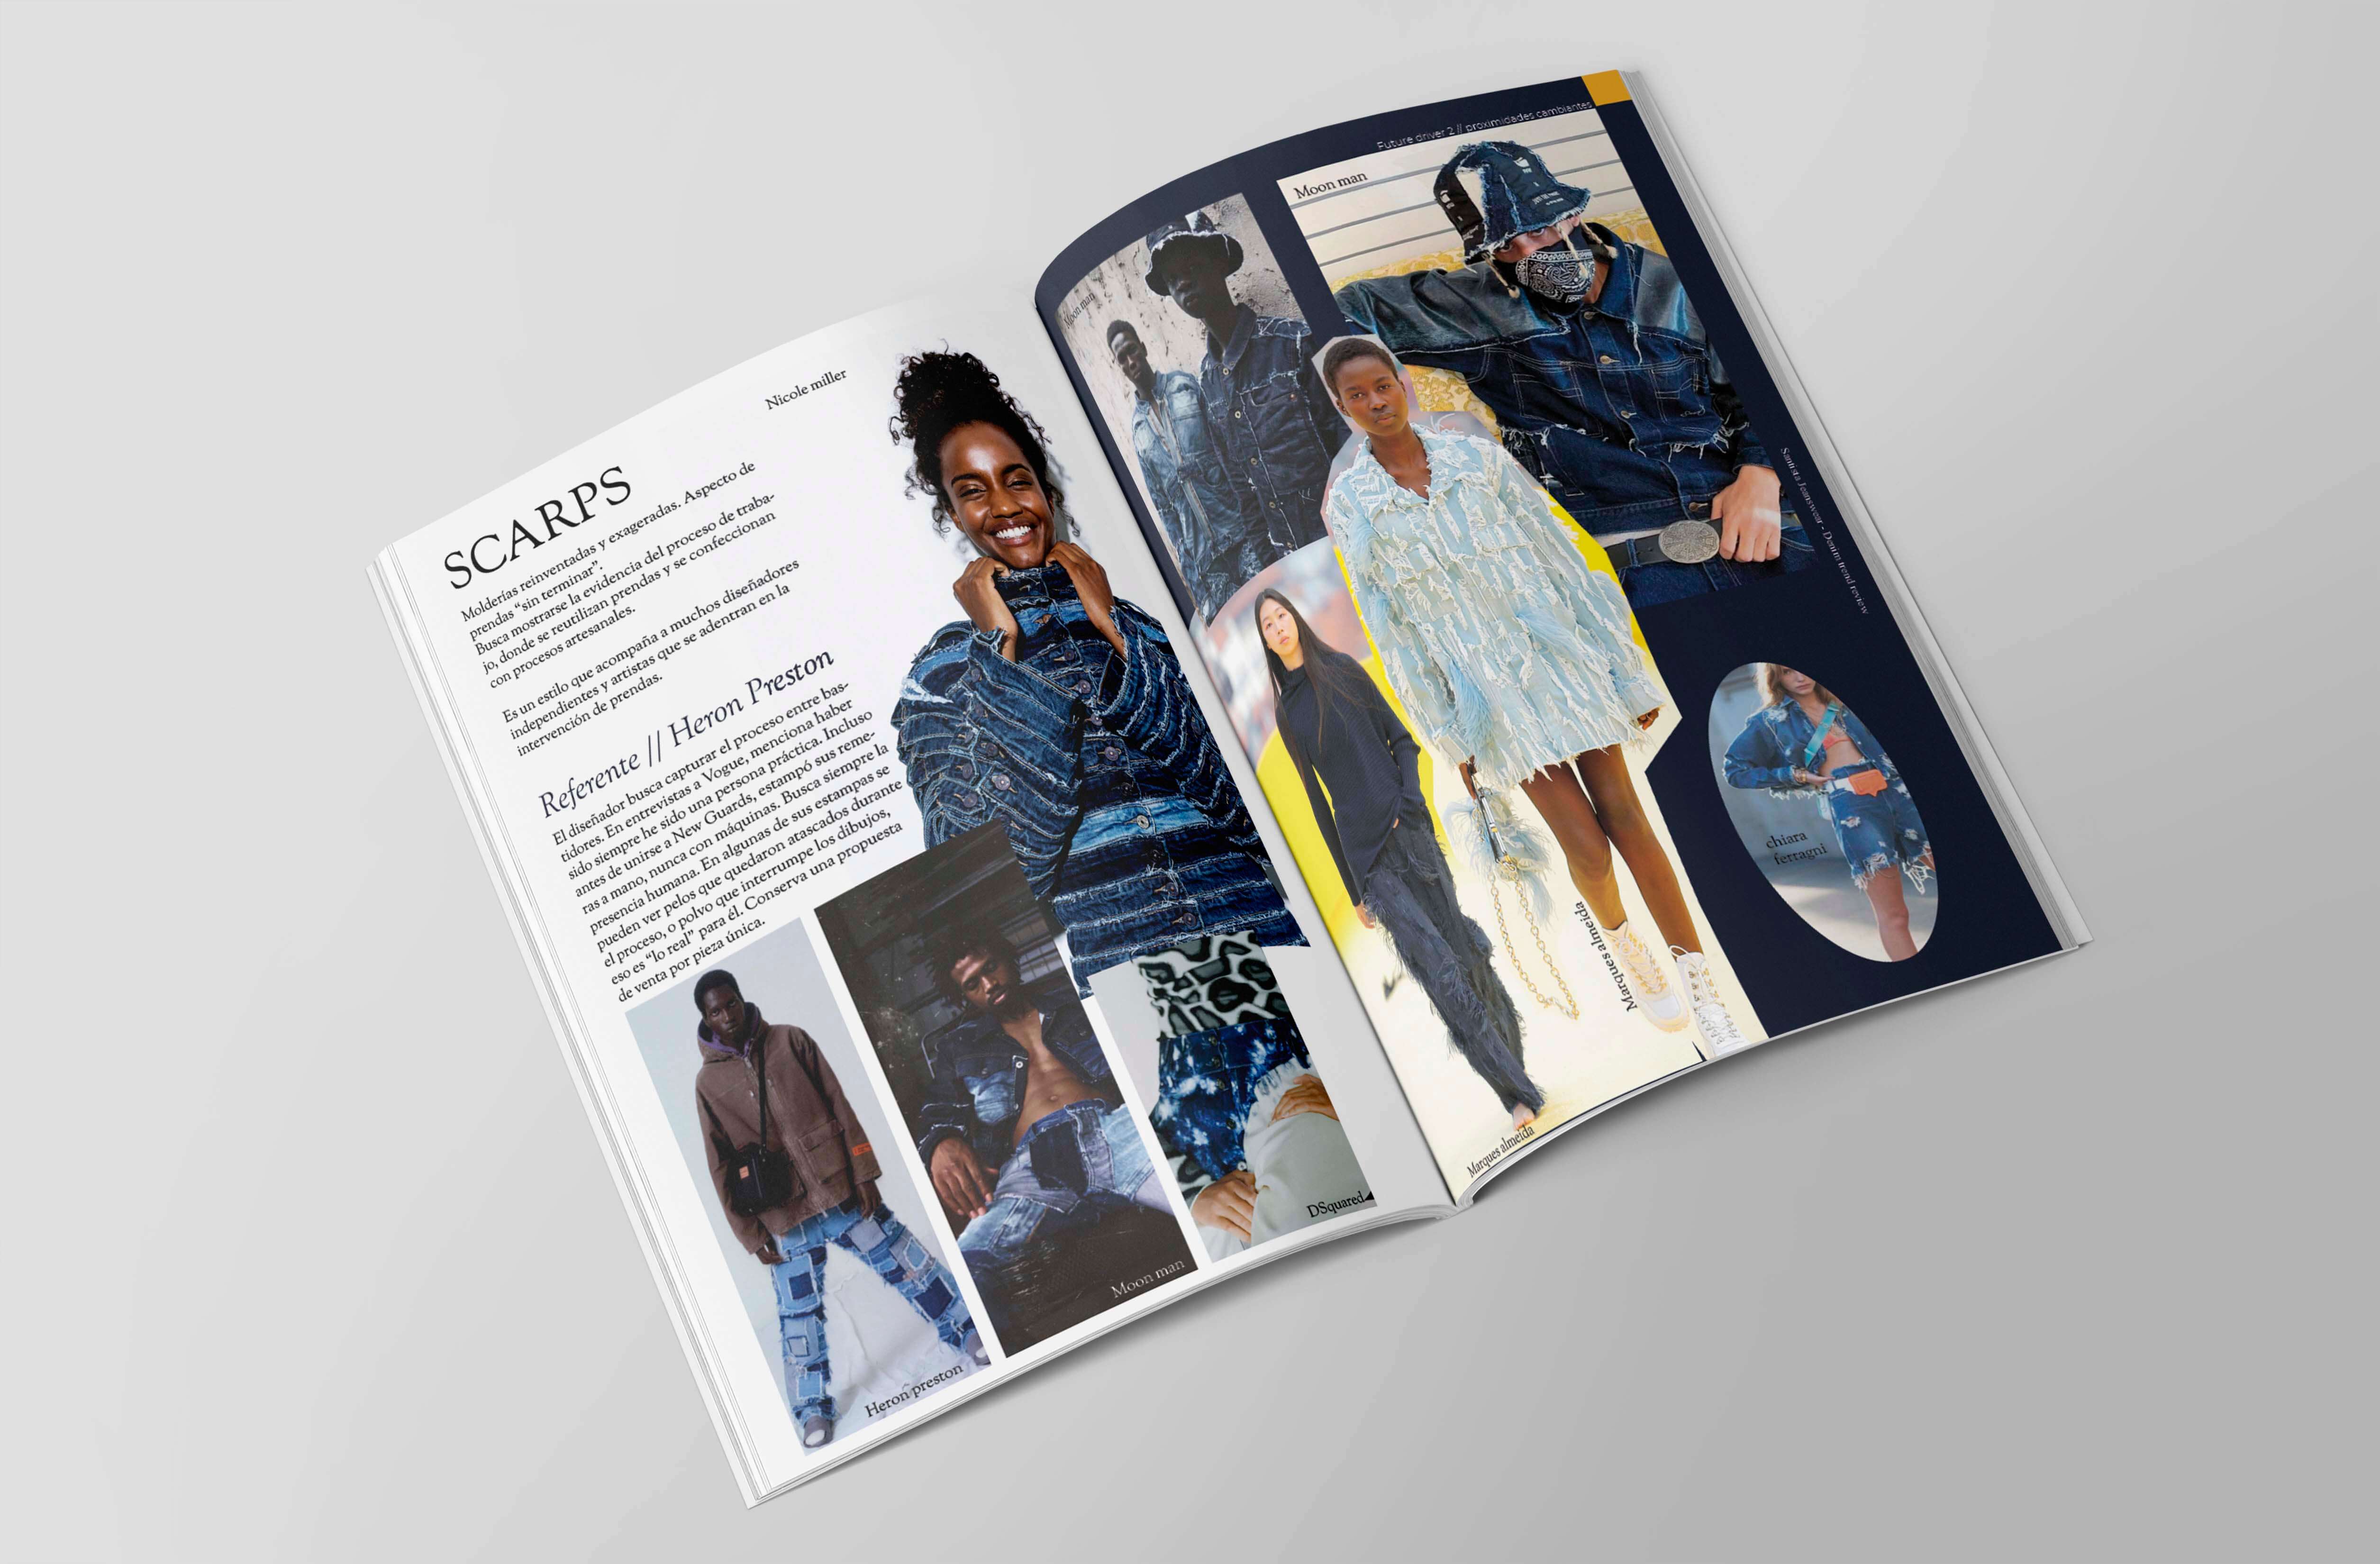 Nicole miller
SCARPS
Molderías reinventadas y exageradas. Aspecto de
prendas “sin terminar”.
Busca mostrarse la evidencia del proceso de traba-
jo, donde se reutilizan prendas y se confeccionan
con procesos artesanales.
Es un estilo que acompaña a muchos diseñadores
independientes y artistas que se adentran en la
intervención de prendas.
Referente // Heron Preston
El diseñador busca capturar el proceso entre bas-
tidores. En entrevistas a Vogue, menciona haber
sido siempre he sido una persona práctica. Incluso
antes de unirse a New Guards, estampó sus reme-
ras a mano, nunca con máquinas. Busca siempre la
presencia humana. En algunas de sus estampas se
pueden ver pelos que quedaron atascados durante
el proceso, o polvo que interrumpe los dibujos,
eso es “lo real” para él. Conserva una propuesta
de venta por pieza única.
Heron preston
Moon man
DSquared
Future driver 2 // proximidades cambiantes
Moon man
Moon man
Santista Jeanswear - Denim trend review
chiara
ferragni
Marques almeida
Marques almeida